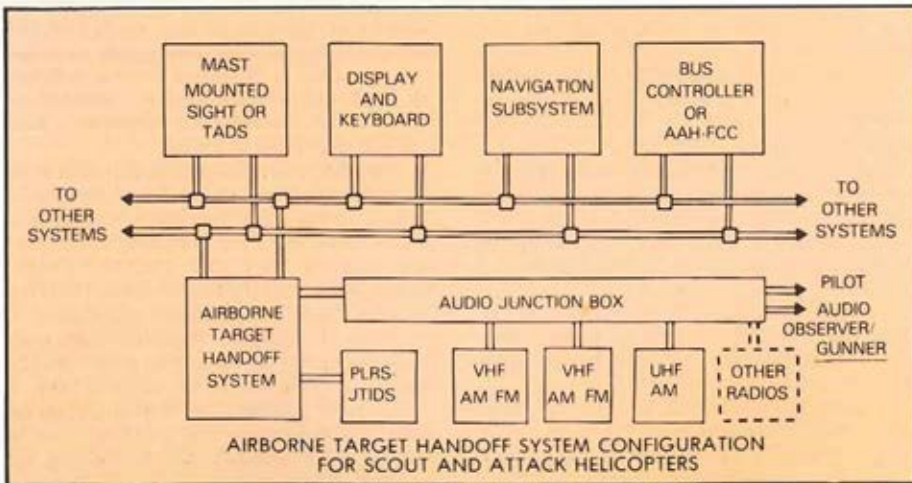 MAST
MOUNTED
SIGHT OR
TADS
DISPLAY
AND
KEYBOARD
NAVIGATION
SUBSYSTEM
BUS
CONTROLLER
OR
AAH-FCC
TO
OTHER
SYSTEMS
TO
OTHER
SYSTEMS
AIRBORNE
TARGET
HANDOFF
SYSTEM
AUDIO JUNCTION BOX
PILOT
AUDIO
OBSERVER/
GUNNER
PLRS-
JTIDS
VHF
AM FM
VHF
AM FM
UHF
AM
OTHER
RADIOS
AIRBORNE TARGET HANDOFF SYSTEM CONFIGURATION
FOR SCOUT AND ATTACK HELICOPTERS